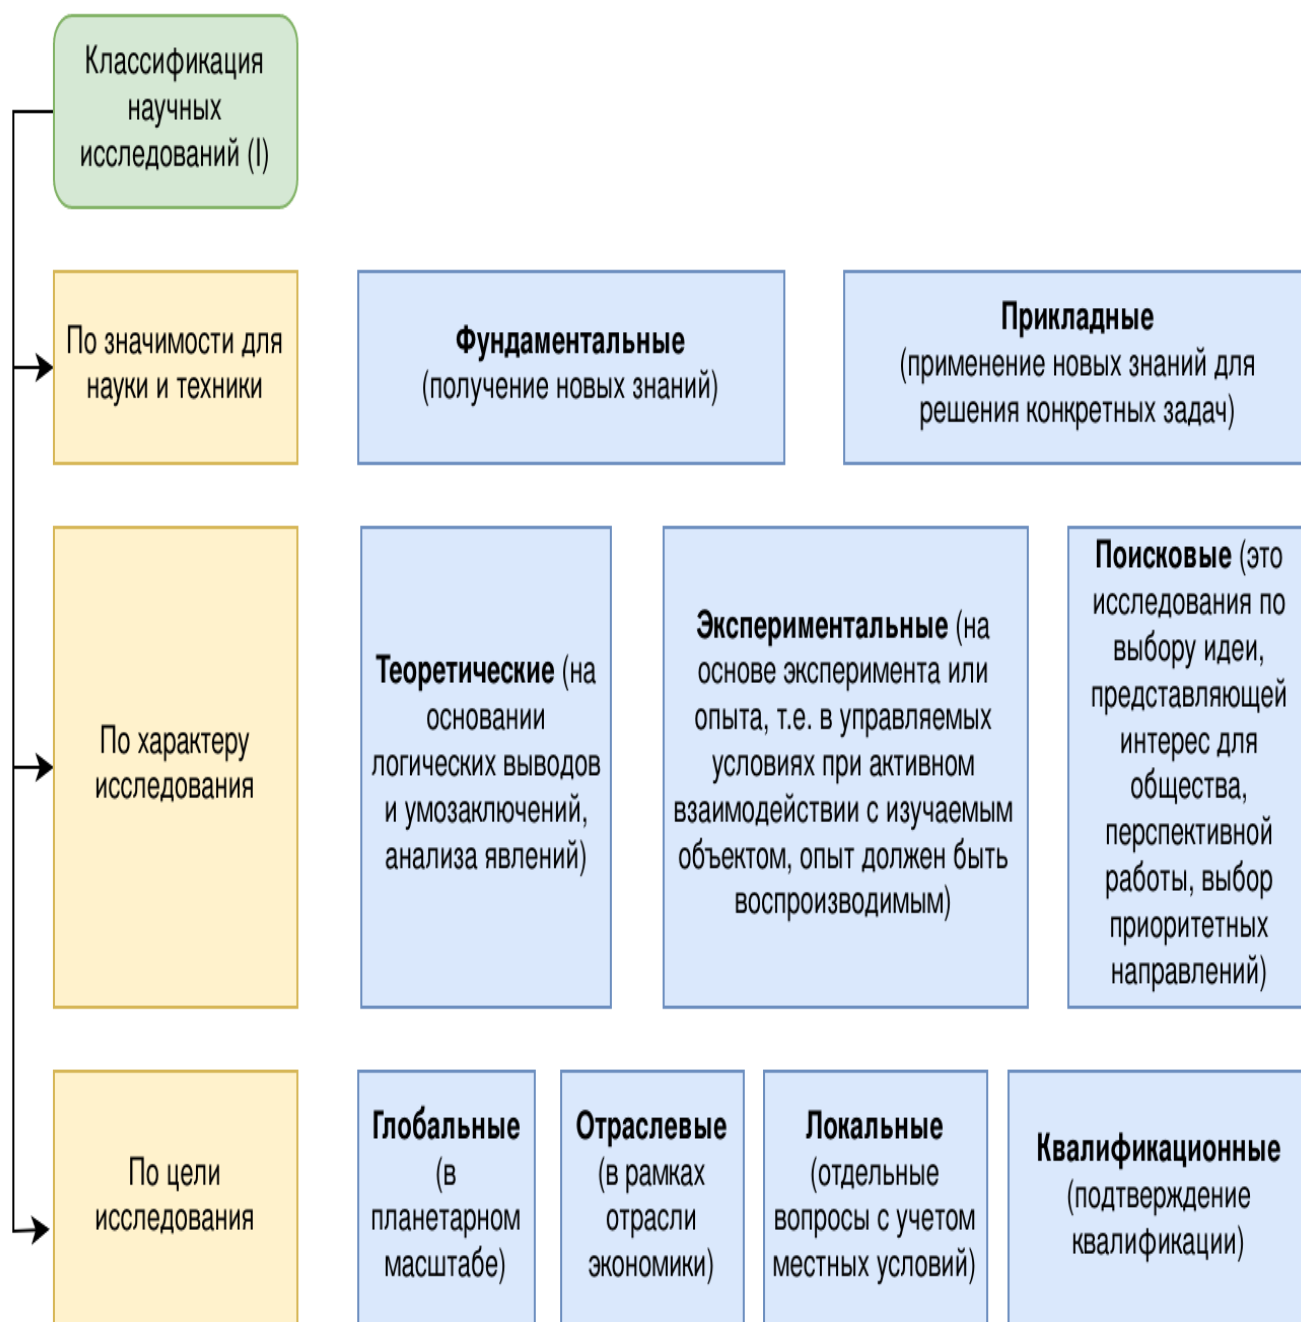 Классификация
научных
исследований (I)
По значимости для
науки и техники
Фундаментальные
(получение новых знаний)
Прикладные
(применение новых знаний для
решения конкретных задач)
По характеру
исследования
Теоретические (на
основании
логических выводов
и умозаключений,
анализа явлений)
Экспериментальные (на
основе эксперимента или
опыта, т.е. в управляемых
условиях при активном
взаимодействии с изучаемым
объектом, опыт должен быть
воспроизводимым)
Поисковые (это
исследования по
выбору идеи,
представляющей
интерес для
общества,
перспективной
работы, выбор
приоритетных
направлений)
По цели
исследования
Глобальные
(в
планетарном
масштабе)
Отраслевые
(в рамках
отрасли
экономики)
Локальные
(отдельные
вопросы с учетом
местных условий)
Квалификационные
(подтверждение
квалификации)